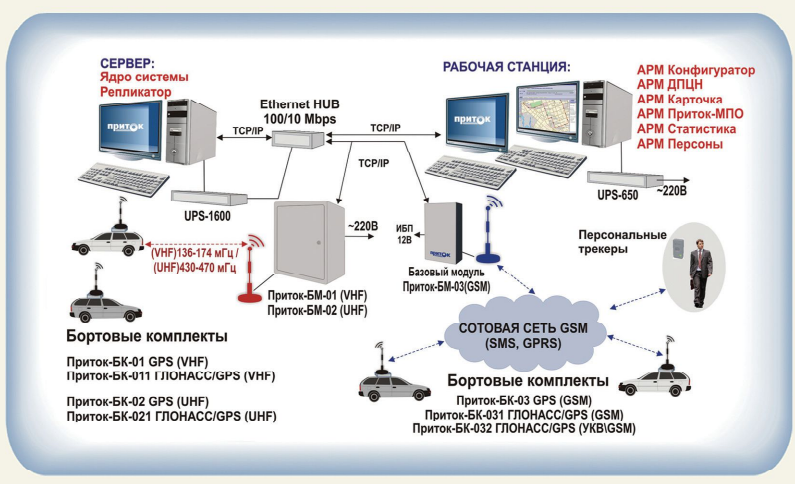 СЕРВЕР:
Ядро системы
Репликатор
РАБОЧАЯ СТАНЦИЯ:
АРМ Конфигуратор
АРМ ДПЦН
АРМ Карточка
АРМ Приток-МПО
АРМ Статистика
АРМ Персоны
Ethernet HUB
100/10 Mbps
приток
приток
TCP/IP
TCP/IP
TCP/IP
UPS-1600
UPS-650
~220В
~220В
ИБП
12В
приток
(VHF)136-174 мГц /
(UHF)430-470 мГц
Персональные
трекеры
Базовый модуль
Приток-БМ-03(GSM)
Приток-БМ-01 (VHF)
Приток-БМ-02 (UHF)
СОТОВАЯ СЕТЬ GSM
(SMS, GPRS)
Бортовые комплекты
Приток-БК-01 GPS (VHF)
Приток-БК-011 ГЛОНАСС/GPS (VHF)
Приток-БК-02 GPS (UHF)
Приток-БК-021 ГЛОНАСС/GPS (UHF)
Бортовые комплекты
Приток-БК-03 GPS (GSM)
Приток-БК-031 ГЛОНАСС/GPS (GSM)
Приток-БК-032 ГЛОНАСС/GPS (УКВ\GSM)